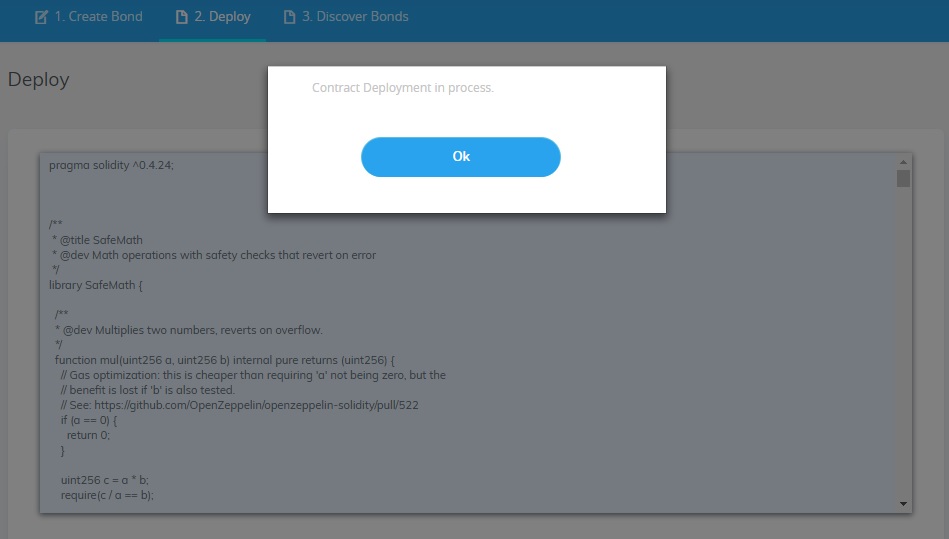 1. Create Bond
2. Deploy
3. Discover Bonds
Deploy
Contract Deployment in process.
Ok
pragma solidity ^0.4.24;
/**
* @title SafeMath
* @dev Math operations with safety checks that revert on error
*/
library SafeMath {
/**
* @dev Multiplies two numbers, reverts on overflow.
*/
function mul(uint256 a, uint256 b) internal pure returns (uint256) {
// Gas optimization: this is cheaper than requiring 'a' not being zero, but the
// benefit is lost if 'b' is also tested.
// See: https://github.com/OpenZeppelin/openzeppelin-solidity/pull/522
if (a == 0) {
return 0;
}
uint256 c = a * b;
require(c / a == b);